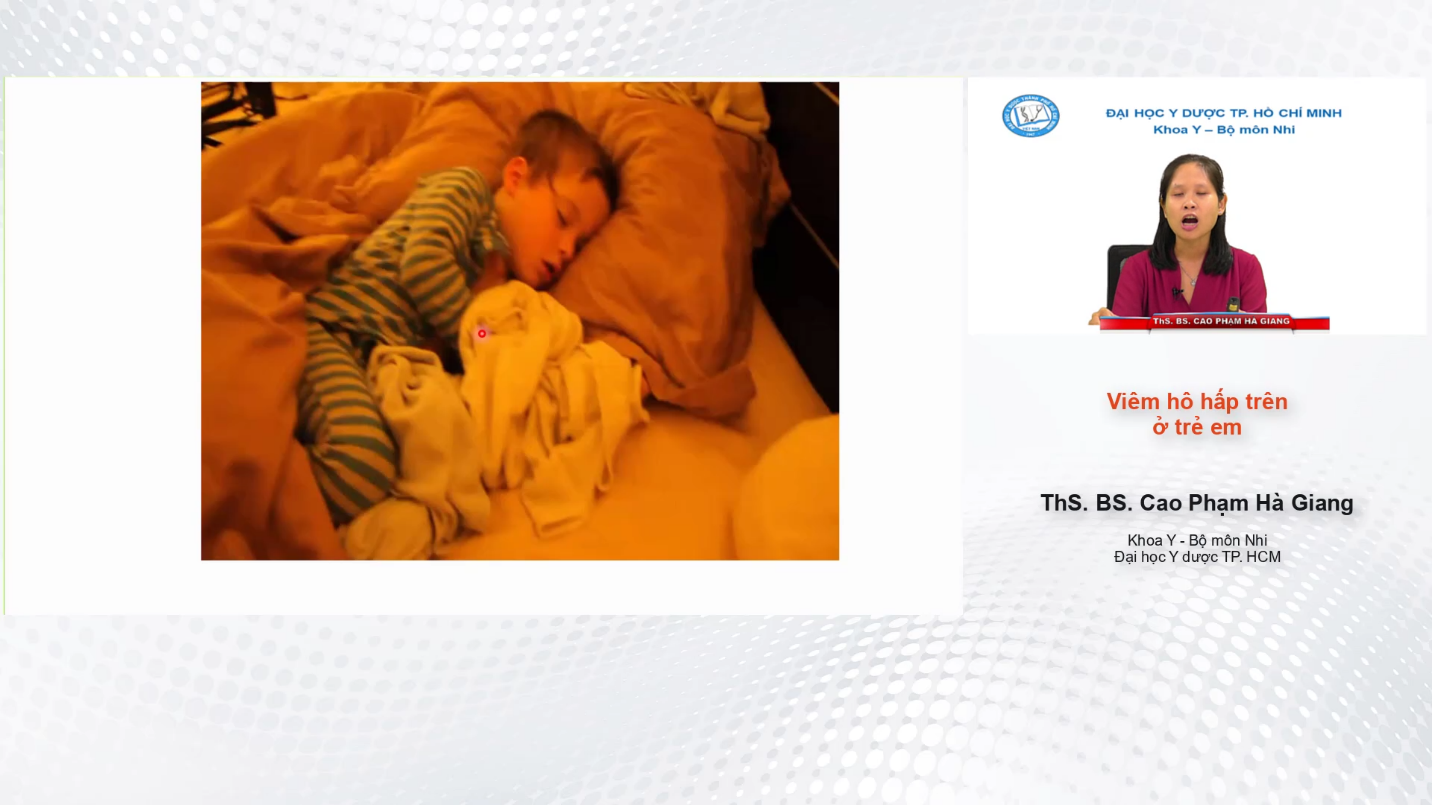 ĐẠI HỌC Y DƯỢC TP. HỒ CHÍ MINH
Khoa Y – Bộ môn Nhi
ThS. BS. CAO PHẠM HÀ GIANG
Viêm hô hấp trên
ở trẻ em
ThS. BS. Cao Phạm Hà Giang
Khoa Y - Bộ môn Nhi
Đại học Y dược TP. HCM